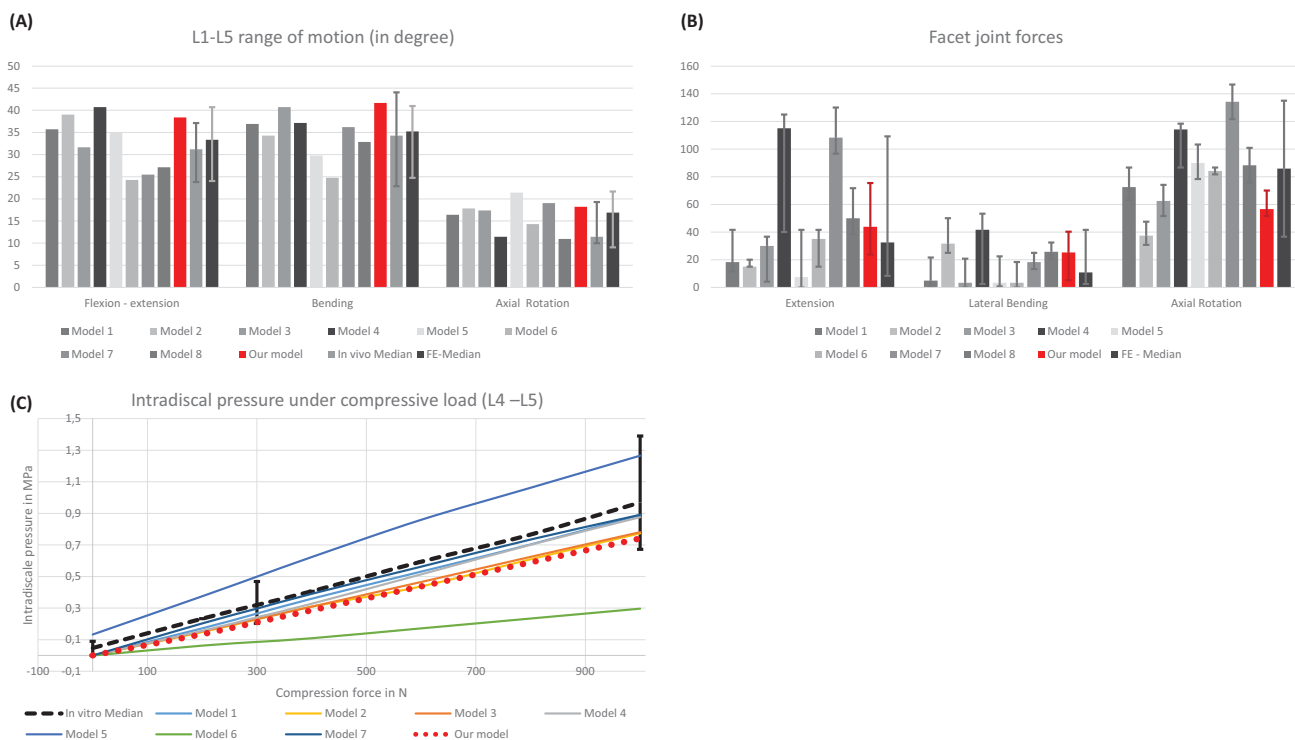 (A)
L1-L5 range of motion (in degree)
50
45
40
35
30
25
20
15
10
5
0
Flexion - extension Bending Axial Rotation
Model 1 Model 2 Model 3 Model 4 Model 5 Model 6
Model 7 Model 8 Our model In vivo Median FE-Median
(B)
Facet joint forces
160
140
120
100
80
60
40
20
0
Extension Lateral Bending Axial Rotation
Model 1 Model 2 Model 3 Model 4 Model 5
Model 6 Model 7 Model 8 Our model FE - Median
(C)
Intradiscal pressure under compressive load (L4 –L5)
Intradiscale pressure in MPa
1,5
1,3
1,1
0,9
0,7
0,5
0,3
0,1
-0,1
-100 100 300 500 700 900
Compression force in N
In vitro Median Model 1 Model 2 Model 3 Model 4
Model 5 Model 6 Model 7 Our model